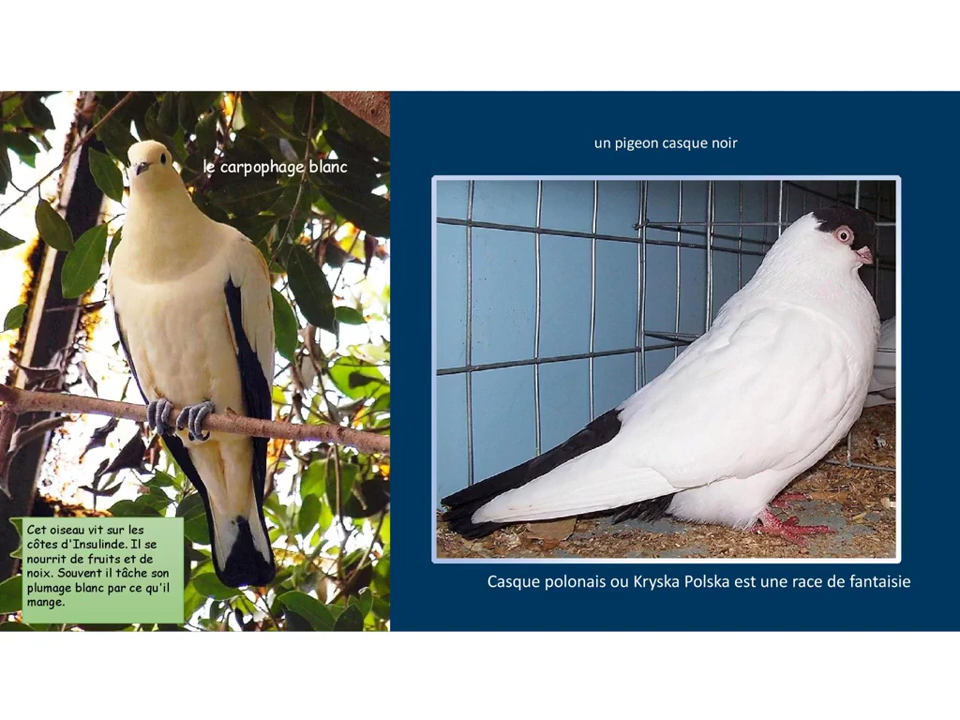 le carpophage blanc
Cet oiseau vit sur les
côtes d'Insulinde. Il se
nourrit de fruits et de
noix. Souvent il tâche son
plumage blanc par ce qu'il
mange.
un pigeon casque noir
Casque polonais ou Kryska Polska est une race de fantaisie